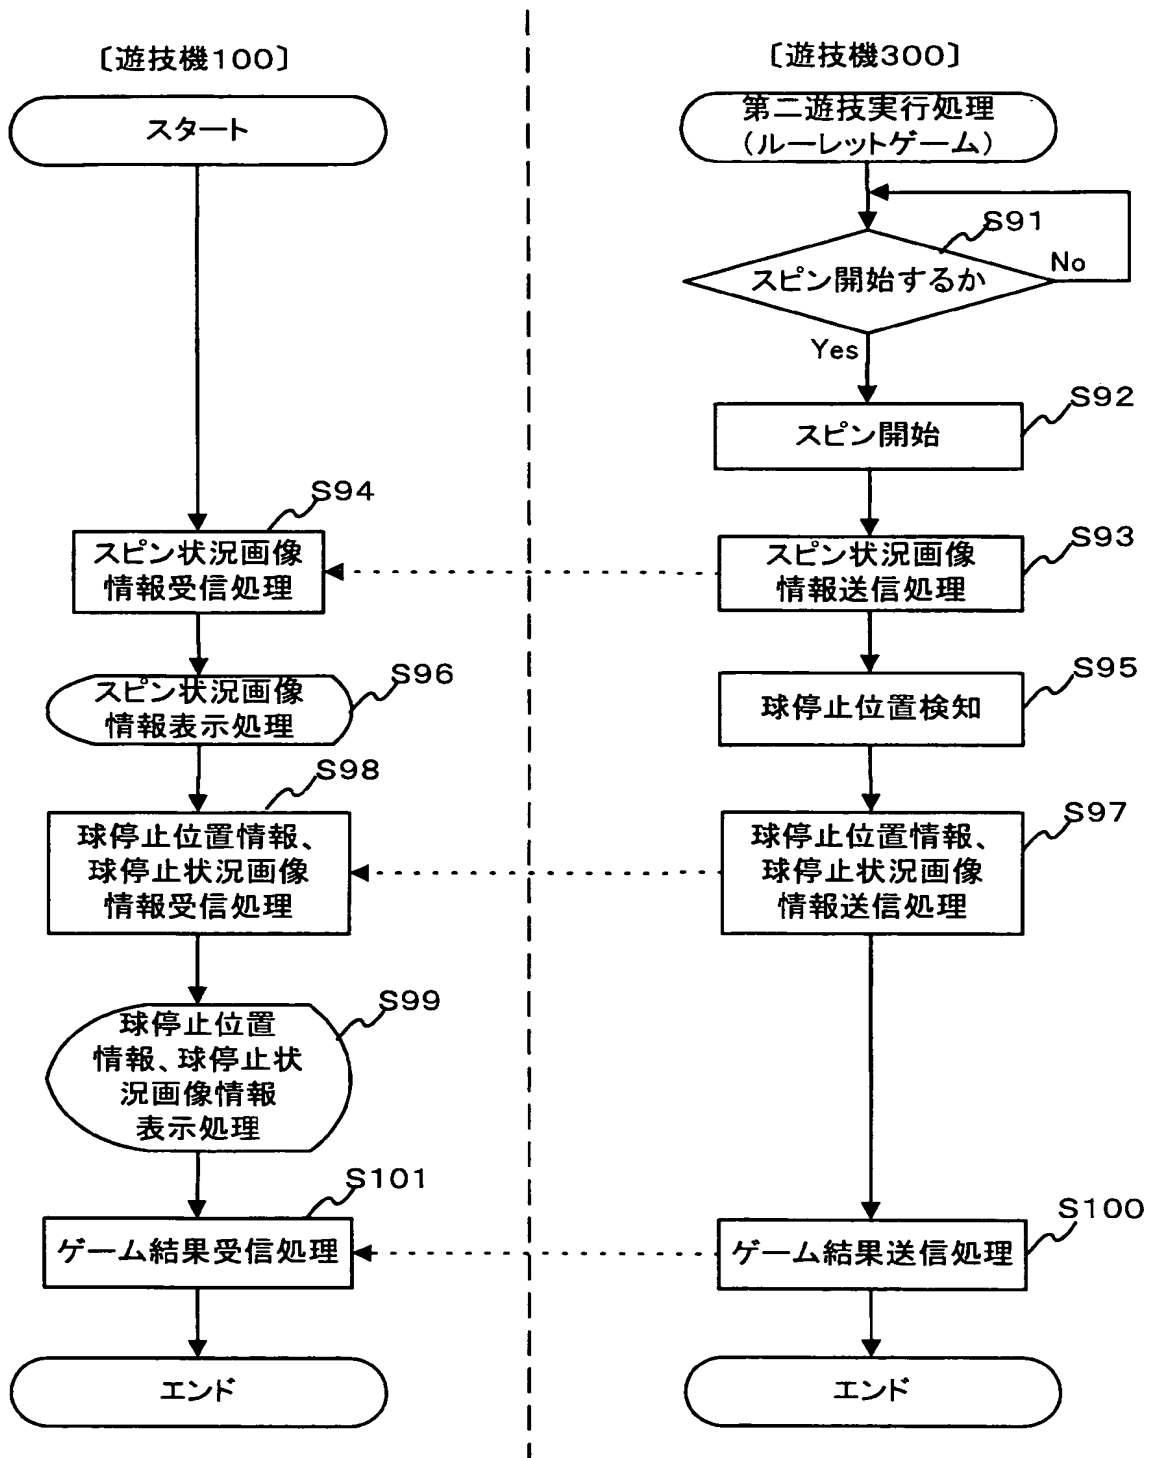 〔遊技機100〕
スタート
S94
スピン状況画像
情報受信処理
S96
スピン状況画像
情報表示処理
S98
球停止位置情報、
球停止状況画像
情報受信処理
S99
球停止位置
情報、球停止状
況画像情報
表示処理
S101
ゲーム結果受信処理
エンド
〔遊技機300〕
第二遊技実行処理
(ルーレットゲーム)
S91
スピン開始するか
No
Yes
S92
スピン開始
S93
スピン状況画像
情報送信処理
S95
球停止位置検知
S97
球停止位置情報、
球停止状況画像
情報送信処理
S100
ゲーム結果送信処理
エンド